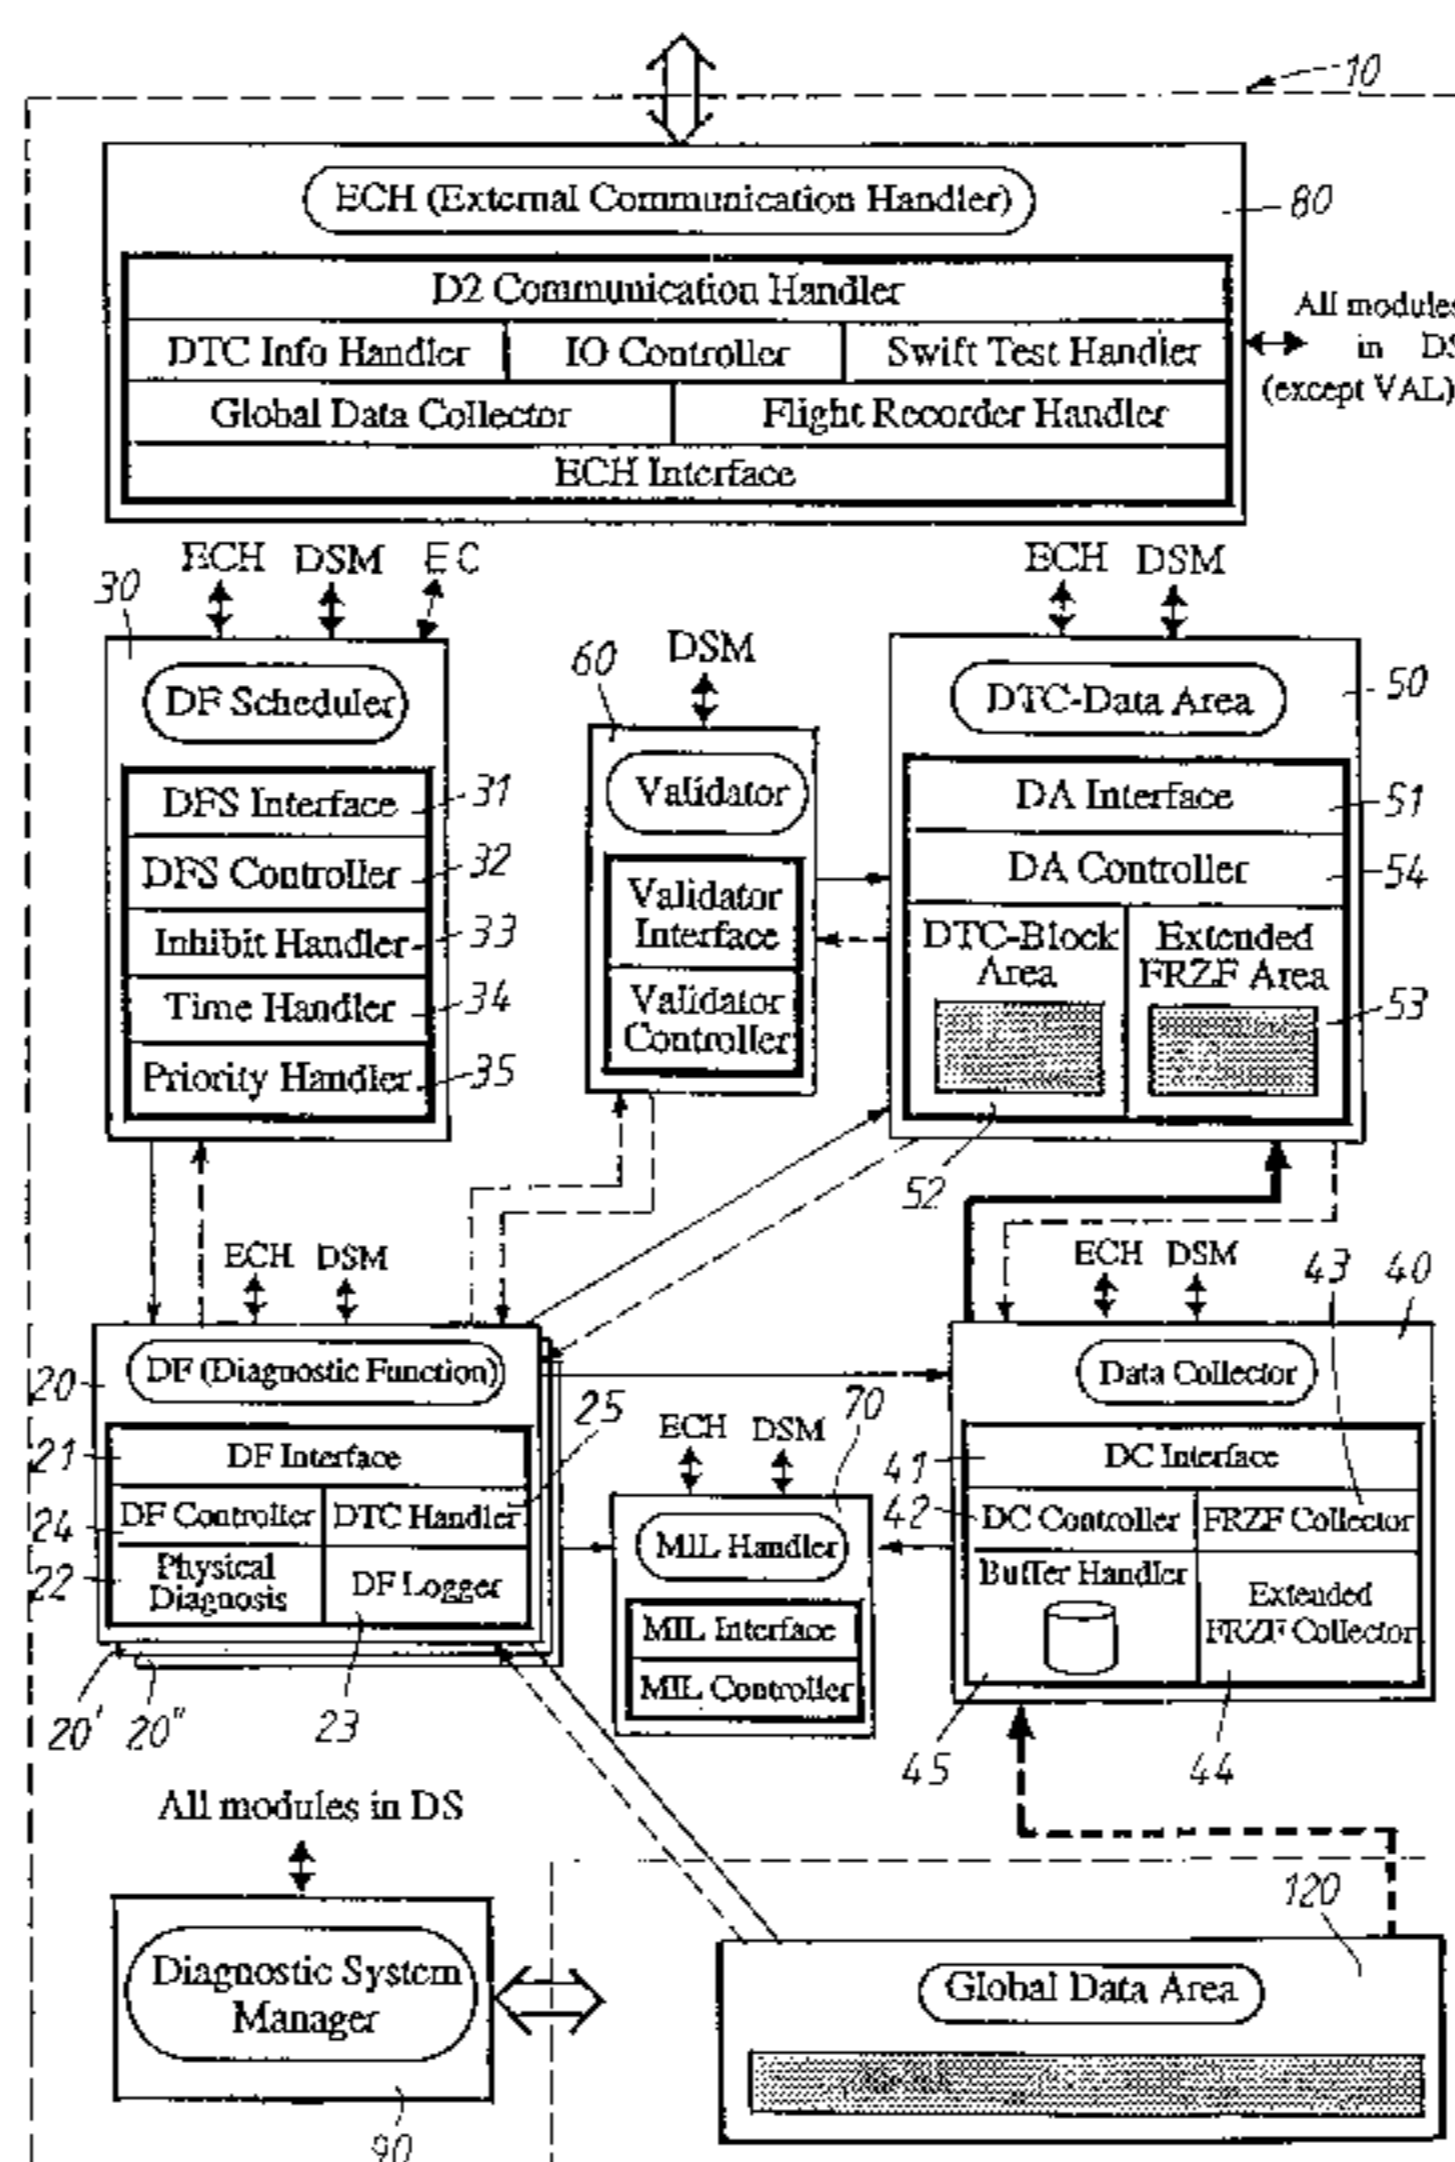 10
ECH (External Communication Handler)
80
D2 Communication Handler
DTC Info Handler
IO Controller
Swift Test Handler
Global Data Collector
Flight Recorder Handler
ECH Interface
All modules
in DS
(except VAL)
ECH DSM EC
30
DF Scheduler
DFS Interface
31
DFS Controller
32
Inhibit Handler
33
Time Handler
34
Priority Handler
35
DSM
60
Validator
Validator
Interface
Validator
Controller
ECH DSM
50
DTC-Data Area
DA Interface
51
DA Controller
54
DTC-Block
Area
Extended
FRZF Area
53
52
ECH DSM
20
DF (Diagnostic Function)
21
DF Interface
25
24
DF Controller
DTC Handler
22
Physical
Diagnosis
DF Logger
20'
20"
23
ECH DSM
70
MIL Handler
MIL Interface
MIL Controller
ECH DSM
43
40
Data Collector
41
DC Interface
42
DC Controller
FRZF Collector
Buffer Handler
Extended
FRZF Collector
45
44
All modules in DS
Diagnostic System
Manager
90
120
Global Data Area